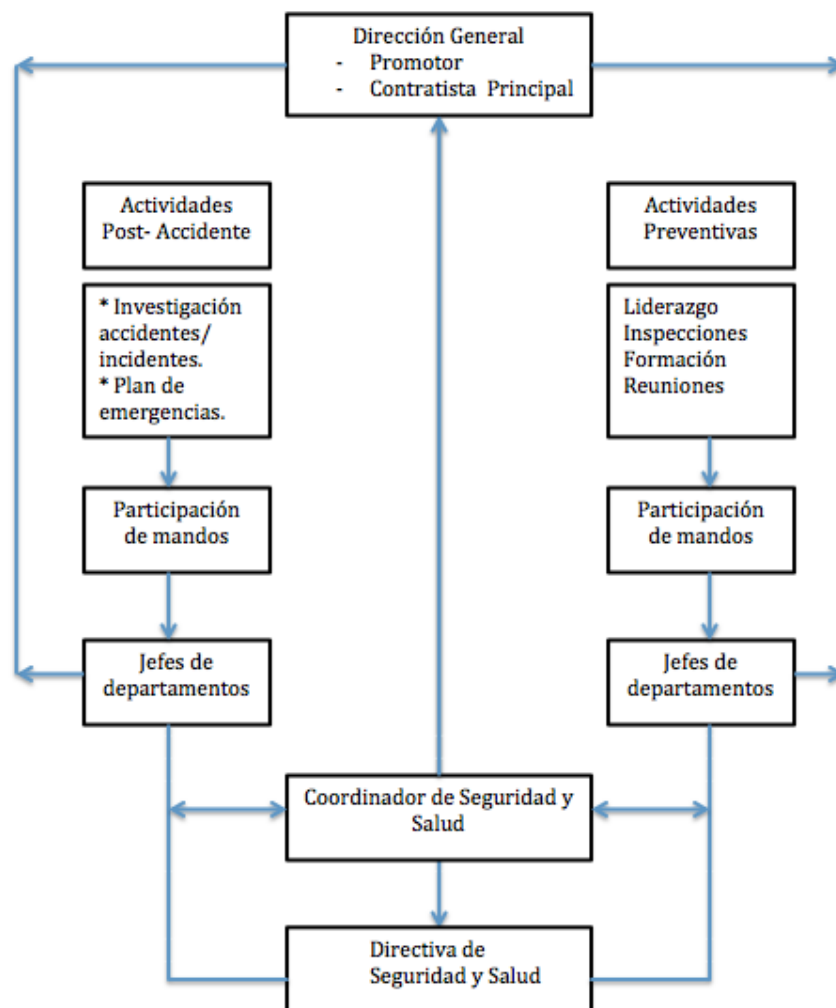 Dirección General
- Promotor
- Contratista Principal
Actividades
Post- Accidente
Actividades
Preventivas
* Investigación
accidentes/
incidentes.
* Plan de
emergencias.
Liderazgo
Inspecciones
Formación
Reuniones
Participación
de mandos
Participación
de mandos
Jefes de
departamentos
Jefes de
departamentos
Coordinador de Seguridad y
Salud
Directiva de
Seguridad y Salud